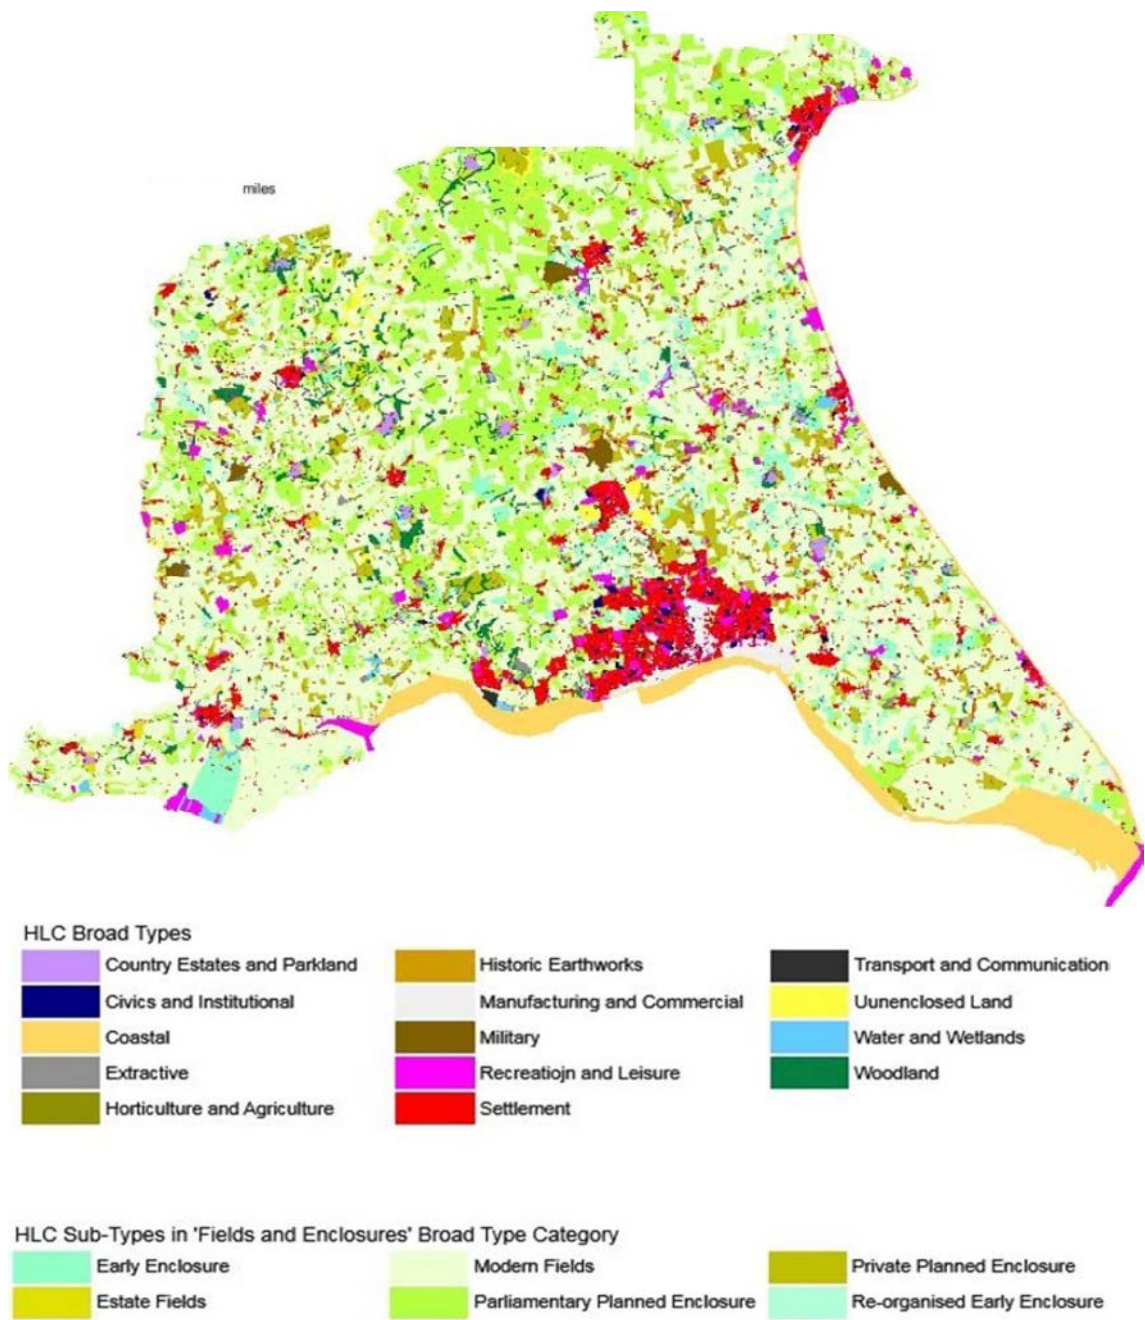 miles
HLC Broad Types
Country Estates and Parkland
Historic Earthworks
Transport and Communication
Civics and Institutional
Manufacturing and Commercial
Uunenclosed Land
Coastal
Military
Water and Wetlands
Extractive
Recreatiojn and Leisure
Woodland
Horticulture and Agriculture
Settlement
HLC Sub-Types in 'Fields and Enclosures' Broad Type Category
Early Enclosure
Modern Fields
Private Planned Enclosure
Estate Fields
Parliamentary Planned Enclosure
Re-organised Early Enclosure